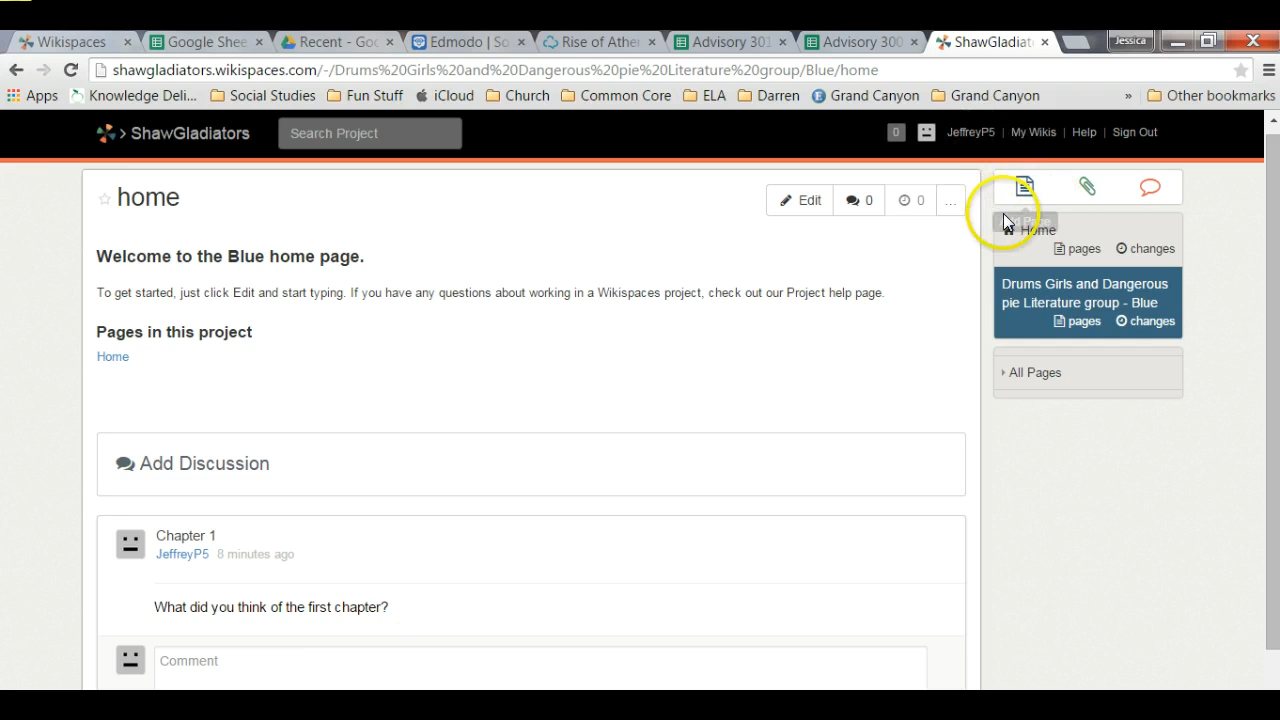 Wikispaces
Google Shee
Recent - Goo
Edmodo | So
Rise of Athe
Advisory 301
Advisory 300
ShawGladiat
Jessica
shawgladiators.wikispaces.com/-/Drums%20Girls%20and%20Dangerous%20pie%20Literature%20group/Blue/home
Apps Knowledge Deli... Social Studies Fun Stuff iCloud Church Common Core ELA Darren Grand Canyon Grand Canyon » Other bookmarks
> ShawGladiators
Search Project
0 JeffreyP5 | My Wikis | Help | Sign Out
home
Edit 0 0 ...
Welcome to the Blue home page.
To get started, just click Edit and start typing. If you have any questions about working in a Wikispaces project, check out our Project help page.
Pages in this project
Home
Add Discussion
Chapter 1
JeffreyP5 8 minutes ago
What did you think of the first chapter?
Comment
Page
Home
pages changes
Drums Girls and Dangerous
pie Literature group - Blue
pages changes
All Pages